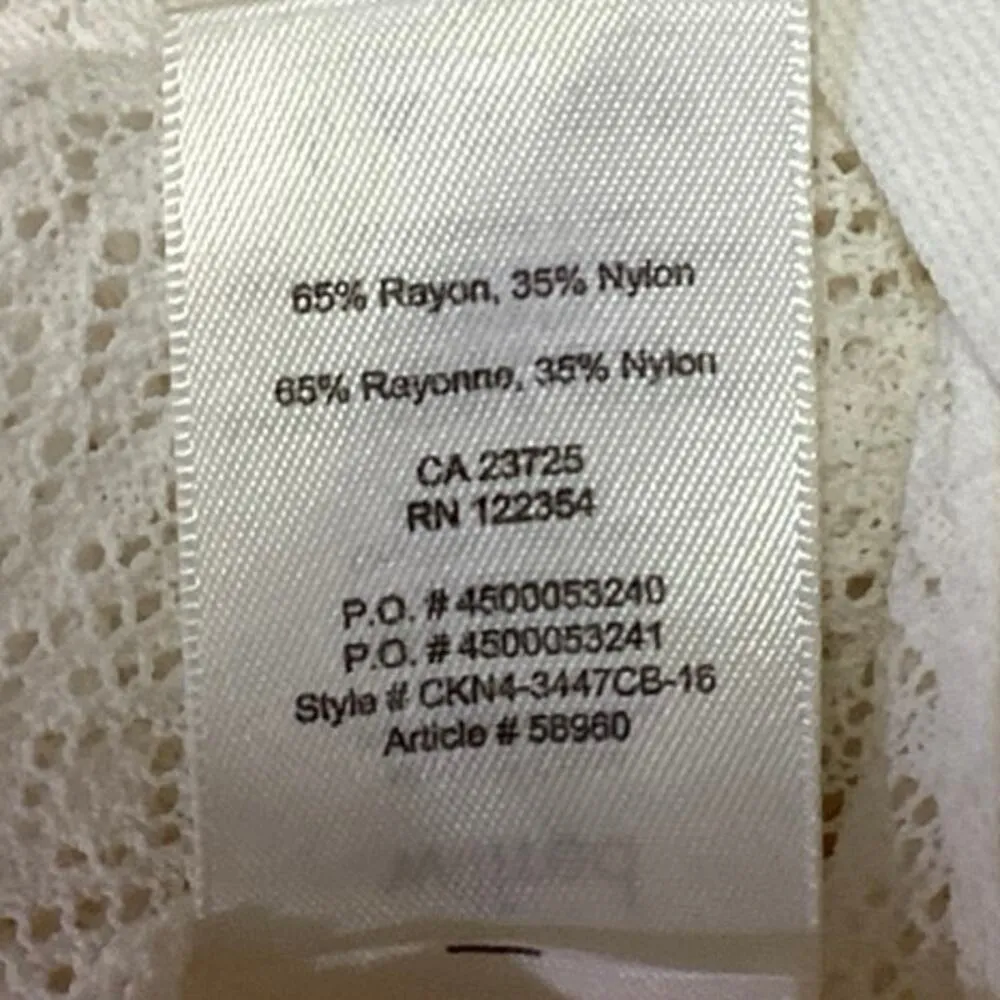 65% Rayon, 35% Nylon
65% Rayonne, 35% Nylon
CA 23725
RN 122354
P.O. # 4500053240
P.O. # 4500053241
Style # CKN4-3447CB-16
Article # 58960